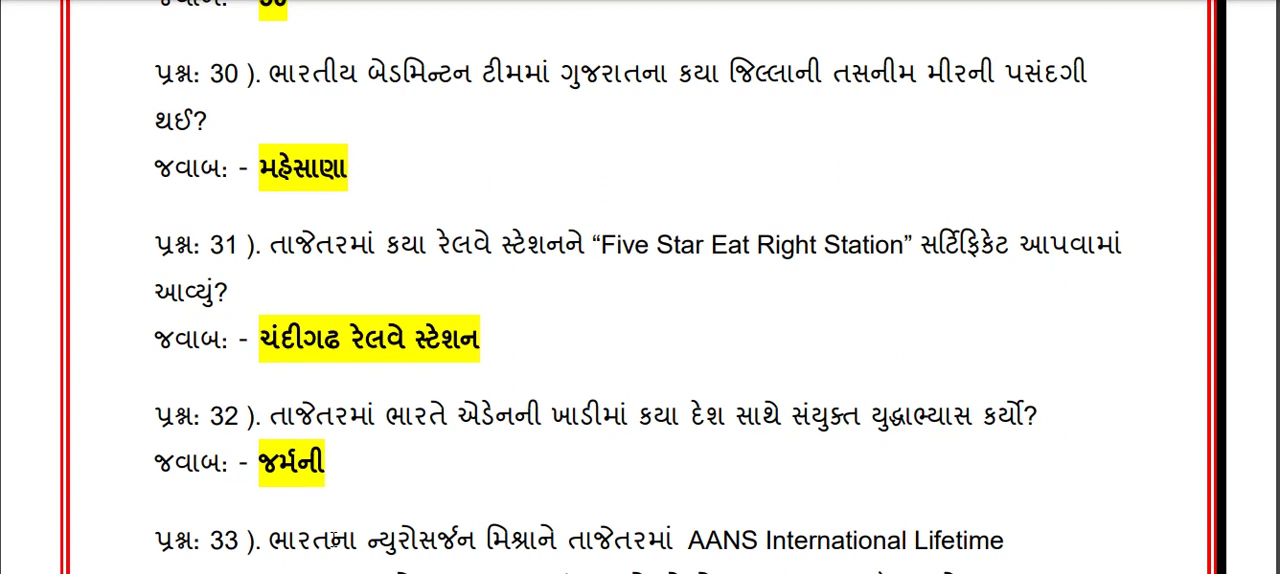 પ્રશ્ન: 30 ). ભારતીય બેડમિન્ટન ટીમમાં ગુજરાતના કયા જિલ્લાની તસનીમ મીરની પસંદગી
થઈ?
જવાબ: - મહેસાણા
પ્રશ્ન: 31 ). તાજેતરમાં કયા રેલવે સ્ટેશનને “Five Star Eat Right Station” સર્ટિફિકેટ આપવામાં
આવ્યું?
જવાબ: - ચંદીગઢ રેલવે સ્ટેશન
પ્રશ્ન: 32 ). તાજેતરમાં ભારતે એડેનની ખાડીમાં કયા દેશ સાથે સંયુક્ત યુદ્ધાભ્યાસ કર્યો?
જવાબ: - જર્મની
પ્રશ્ન: 33 ). ભારતના ન્યુરોસર્જન મિશ્રાને તાજેતરમાં AANS International Lifetime